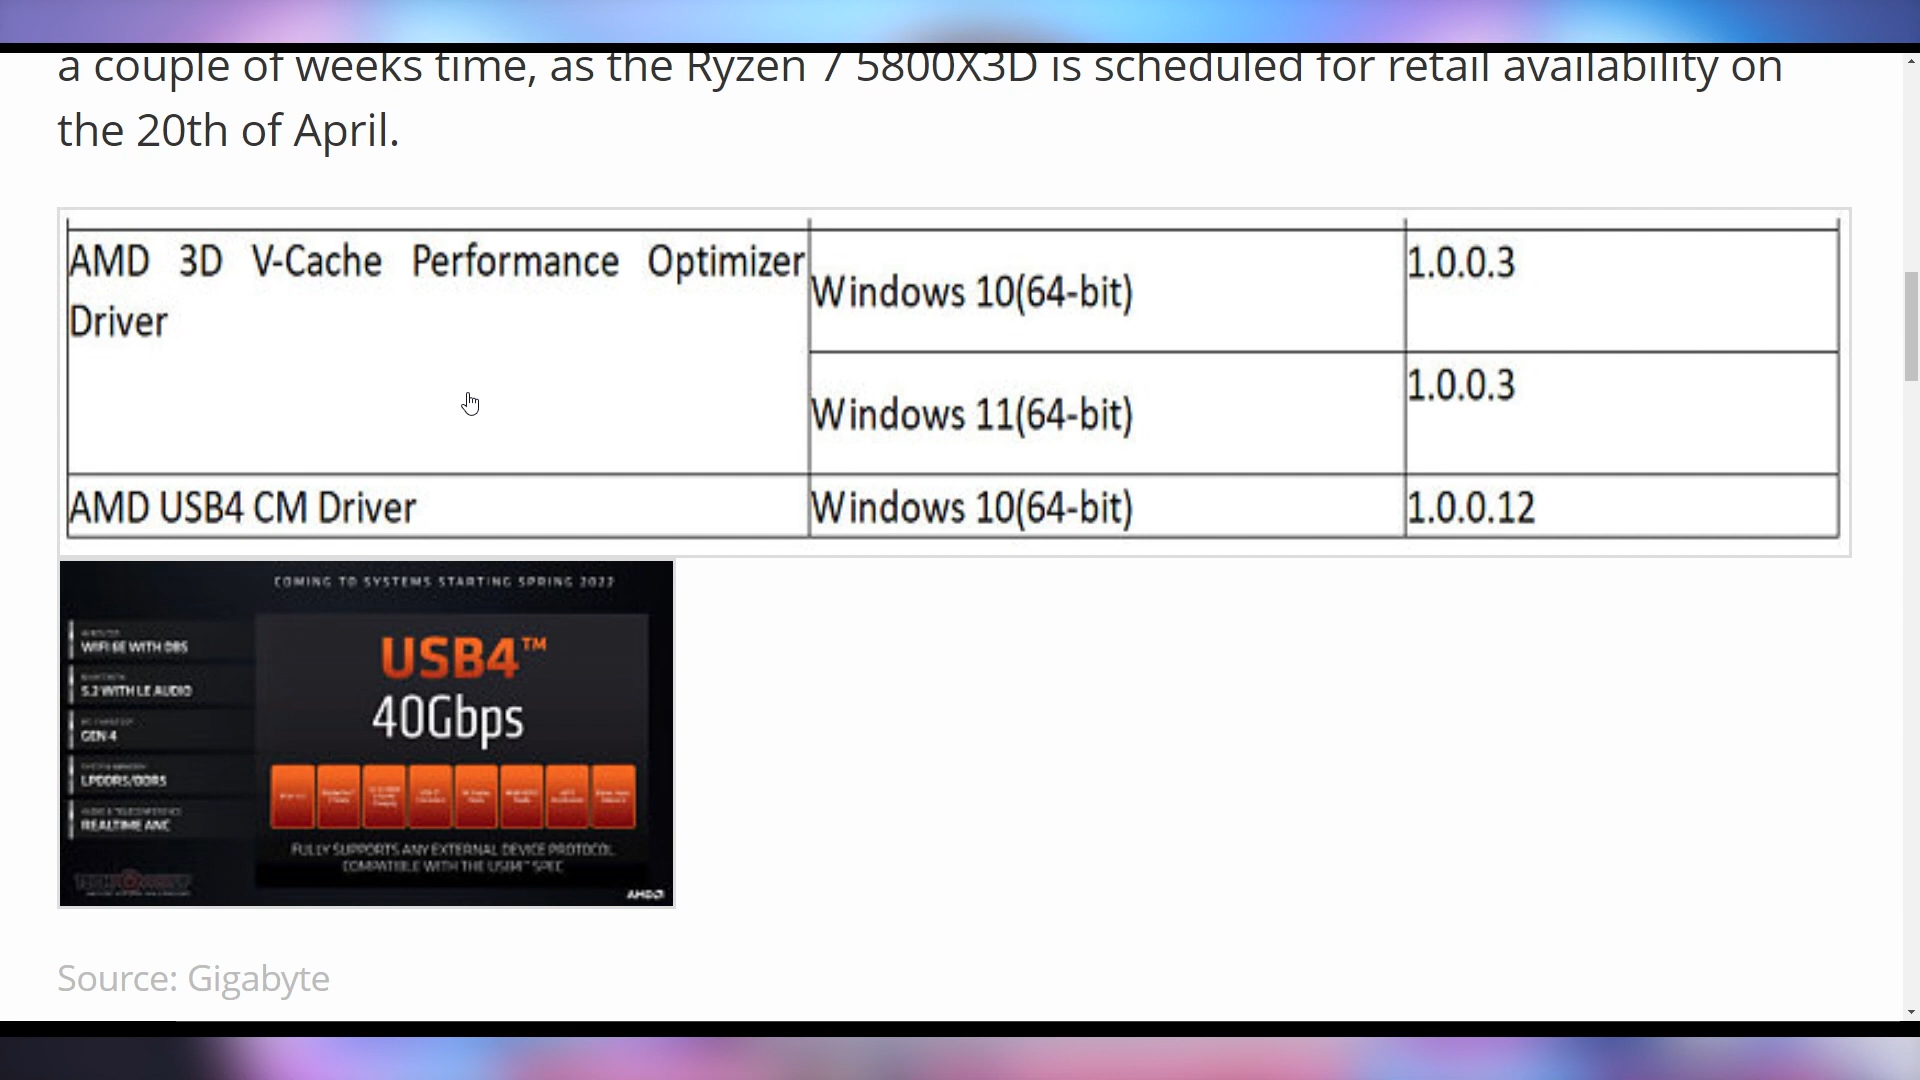 a couple of weeks time, as the Ryzen 7 5800X3D is scheduled for retail availability on
the 20th of April.
AMD 3D V-Cache Performance Optimizer
Driver
Windows 10(64-bit)
1.0.0.3
Windows 11(64-bit)
1.0.0.3
AMD USB4 CM Driver
Windows 10(64-bit)
1.0.0.12
COMING TO SYSTEMS STARTING SPRING 2022
WIFI 6E WITH DBS
5.2 WITH LE AUDIO
GEN 4
LPDDR5/DDR5
REALTIME ANC
USB4™
40Gbps
FULLY SUPPORTS ANY EXTERNAL DEVICE PROTOCOL
COMPATIBLE WITH THE USB4™ SPEC
AMD
Source: Gigabyte